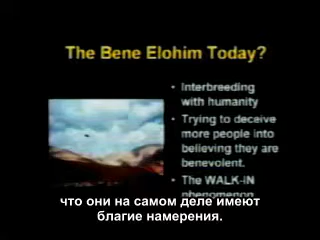 The Bene Elohim Today?
• Interbreeding
with humanity
• Trying to deceive
more people into
believing they are
benevolent.
• The WALK-IN
phenomenon
что они на самом деле имеют
благие намерения.